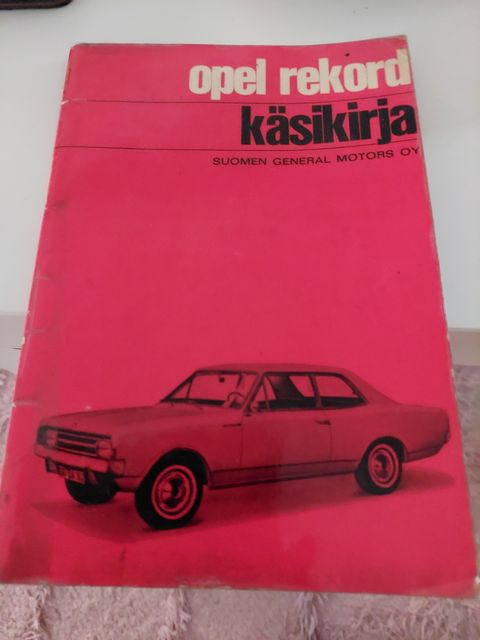 opel rekord
käsikirja
SUOMEN GENERAL MOTORS OY